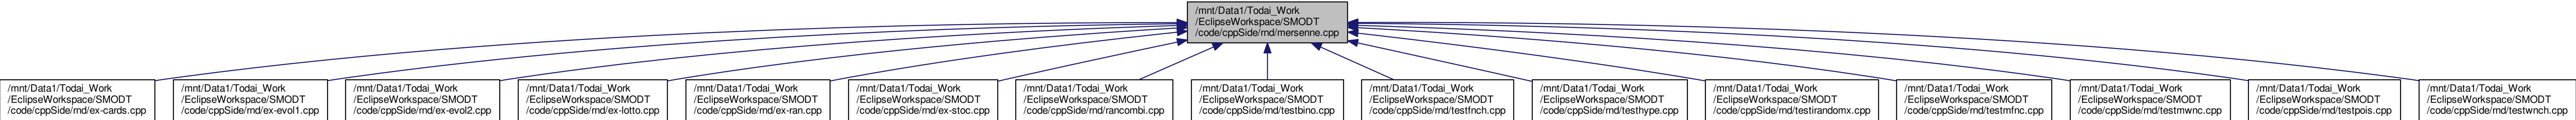 /mnt/Data1/Todai_Work
/EclipseWorkspace/SMODT
/code/cppSide/rnd/mersenne.cpp
/mnt/Data1/Todai_Work
/EclipseWorkspace/SMODT
/code/cppSide/rnd/ex-cards.cpp
/mnt/Data1/Todai_Work
/EclipseWorkspace/SMODT
/code/cppSide/rnd/ex-evol1.cpp
/mnt/Data1/Todai_Work
/EclipseWorkspace/SMODT
/code/cppSide/rnd/ex-evol2.cpp
/mnt/Data1/Todai_Work
/EclipseWorkspace/SMODT
/code/cppSide/rnd/ex-lotto.cpp
/mnt/Data1/Todai_Work
/EclipseWorkspace/SMODT
/code/cppSide/rnd/ex-ran.cpp
/mnt/Data1/Todai_Work
/EclipseWorkspace/SMODT
/code/cppSide/rnd/ex-stoc.cpp
/mnt/Data1/Todai_Work
/EclipseWorkspace/SMODT
/code/cppSide/rnd/rancombi.cpp
/mnt/Data1/Todai_Work
/EclipseWorkspace/SMODT
/code/cppSide/rnd/testbino.cpp
/mnt/Data1/Todai_Work
/EclipseWorkspace/SMODT
/code/cppSide/rnd/testfnch.cpp
/mnt/Data1/Todai_Work
/EclipseWorkspace/SMODT
/code/cppSide/rnd/testhype.cpp
/mnt/Data1/Todai_Work
/EclipseWorkspace/SMODT
/code/cppSide/rnd/testirandomx.cpp
/mnt/Data1/Todai_Work
/EclipseWorkspace/SMODT
/code/cppSide/rnd/testmfnc.cpp
/mnt/Data1/Todai_Work
/EclipseWorkspace/SMODT
/code/cppSide/rnd/testmwnc.cpp
/mnt/Data1/Todai_Work
/EclipseWorkspace/SMODT
/code/cppSide/rnd/testpois.cpp
/mnt/Data1/Todai_Work
/EclipseWorkspace/SMODT
/code/cppSide/rnd/testwnch.cpp